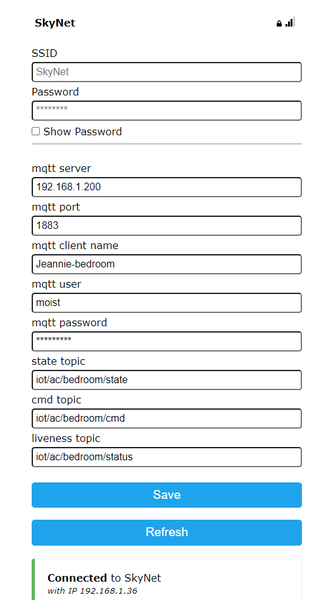 SkyNet
SSID
SkyNet
Password
********
Show Password
mqtt server
192.168.1.200
mqtt port
1883
mqtt client name
Jeannie-bedroom
mqtt user
moist
mqtt password
*********
state topic
iot/ac/bedroom/state
cmd topic
iot/ac/bedroom/cmd
liveness topic
iot/ac/bedroom/status
Save
Refresh
Connected to SkyNet
with IP 192.168.1.36